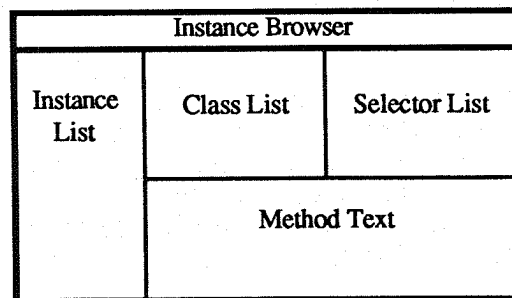 Instance Browser
Instance
List
Class List
Selector List
Method Text